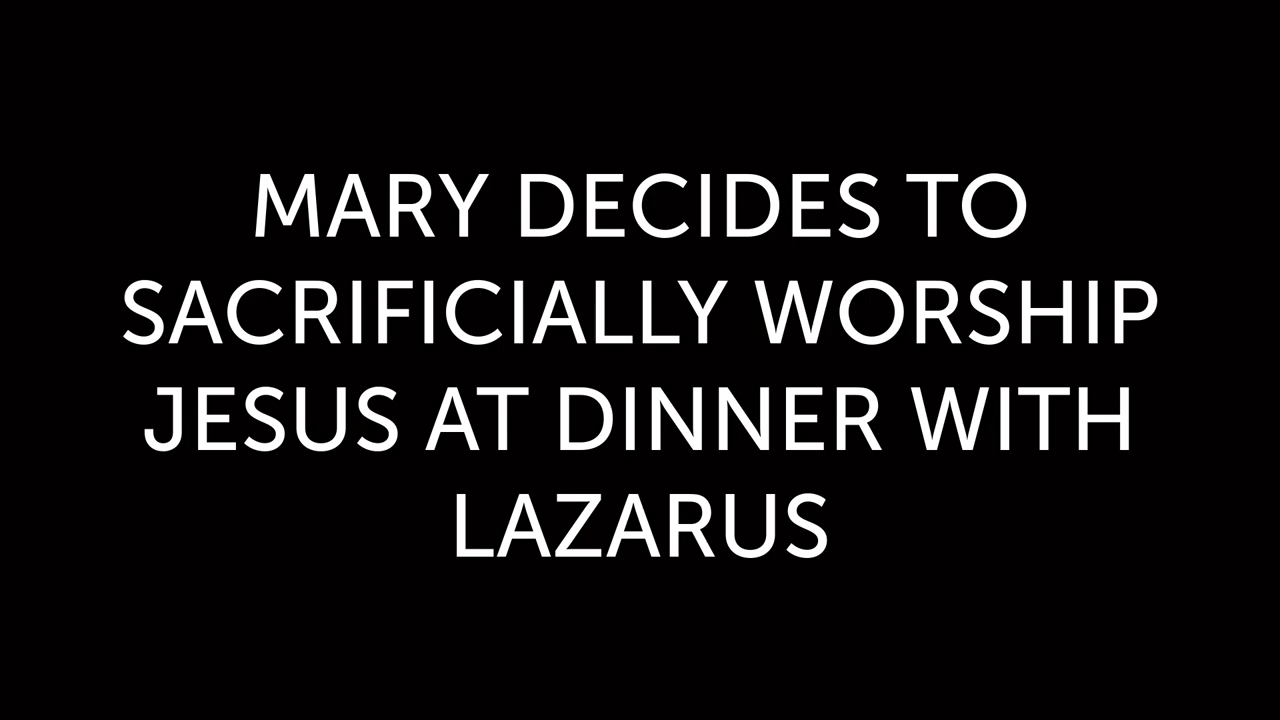 MARY DECIDES TO
SACRIFICIALLY WORSHIP
JESUS AT DINNER WITH
LAZARUS